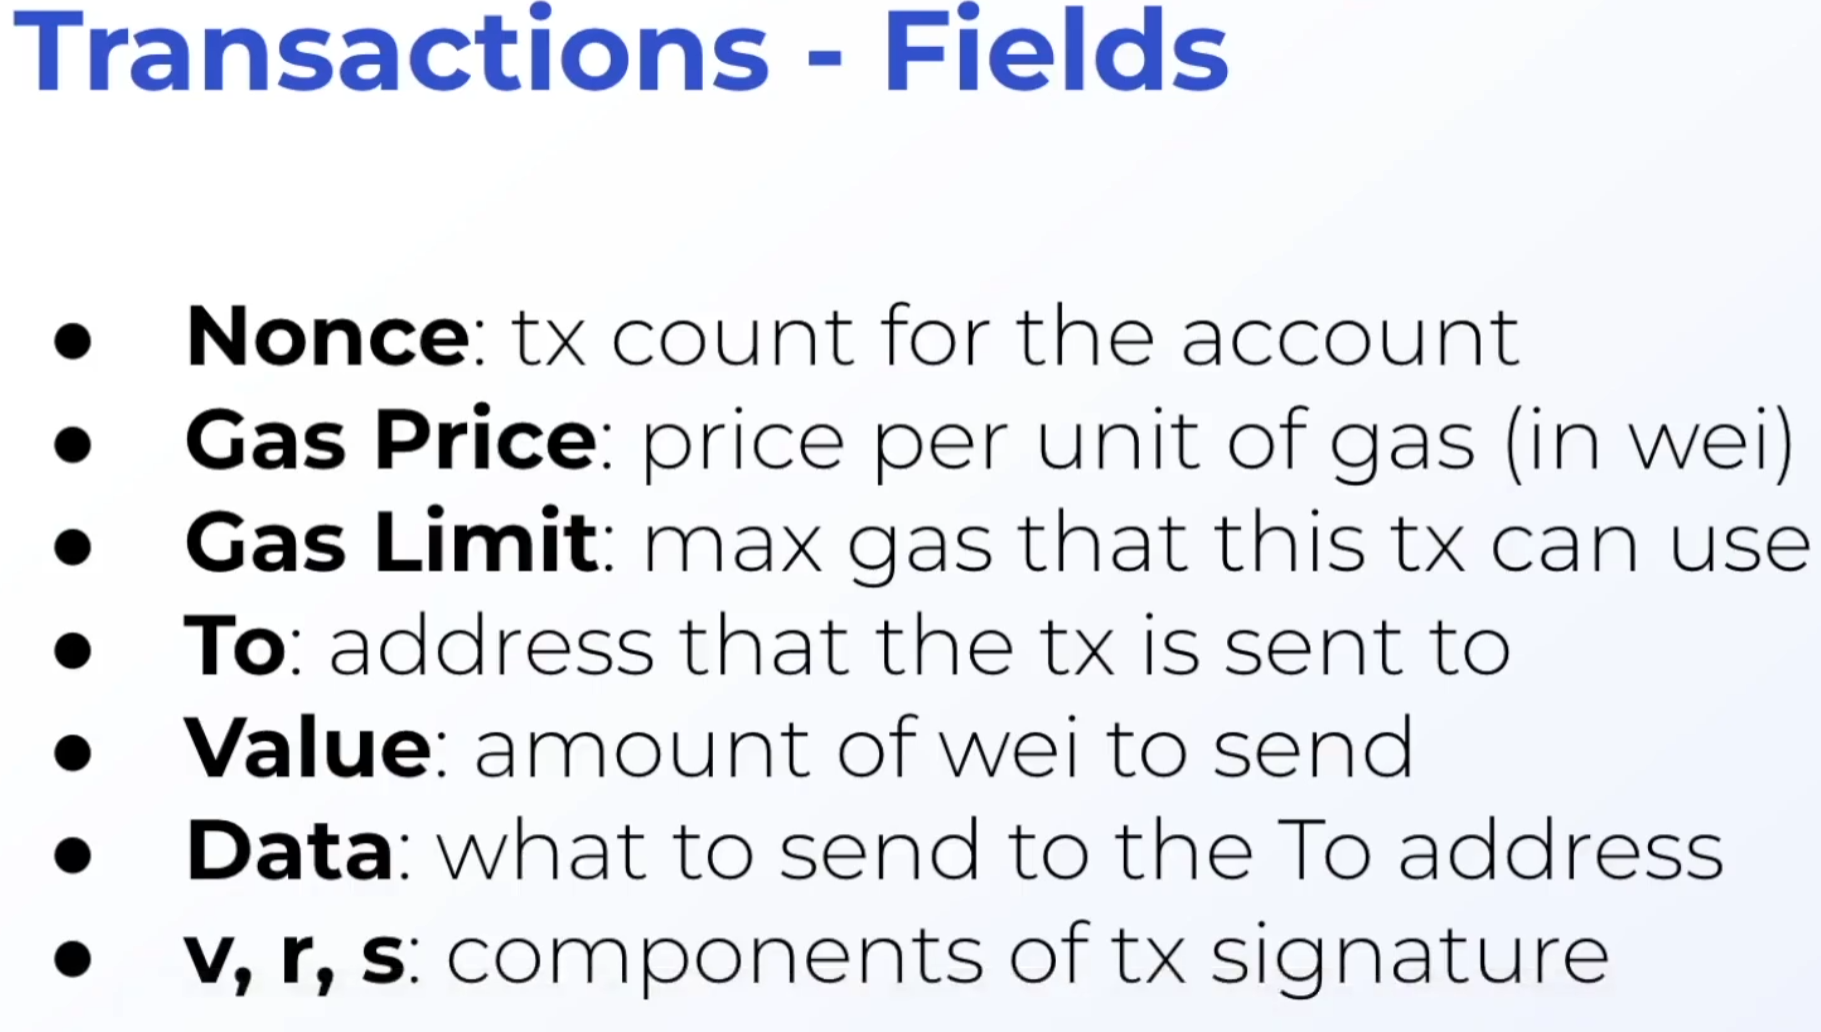 Transactions - Fields
● Nonce: tx count for the account
● Gas Price: price per unit of gas (in wei)
● Gas Limit: max gas that this tx can use
● To: address that the tx is sent to
● Value: amount of wei to send
● Data: what to send to the To address
● v, r, s: components of tx signature